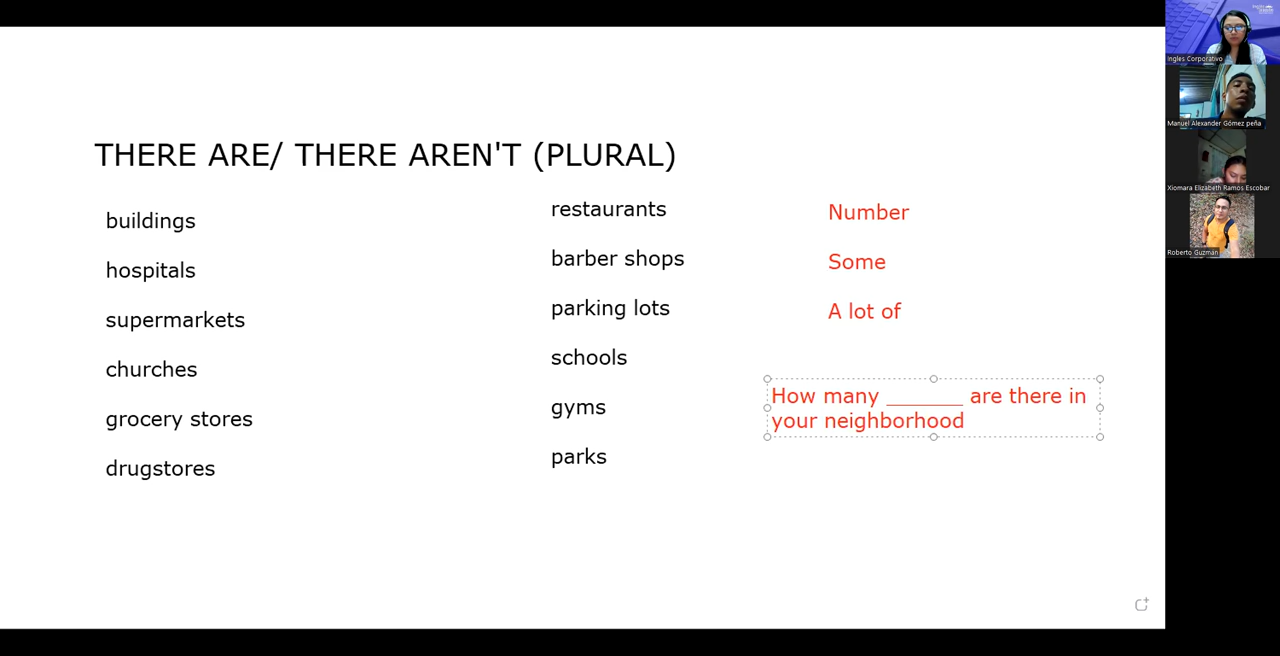 THERE ARE/ THERE AREN'T (PLURAL)
buildings
hospitals
supermarkets
churches
grocery stores
drugstores
restaurants
barber shops
parking lots
schools
gyms
parks
Number
Some
A lot of
How many _______ are there in
your neighborhood
Ingles Corporativo
Manuel Alexander Gómez peña
Xiomara Elizabeth Ramos Escobar
Roberto Guzman